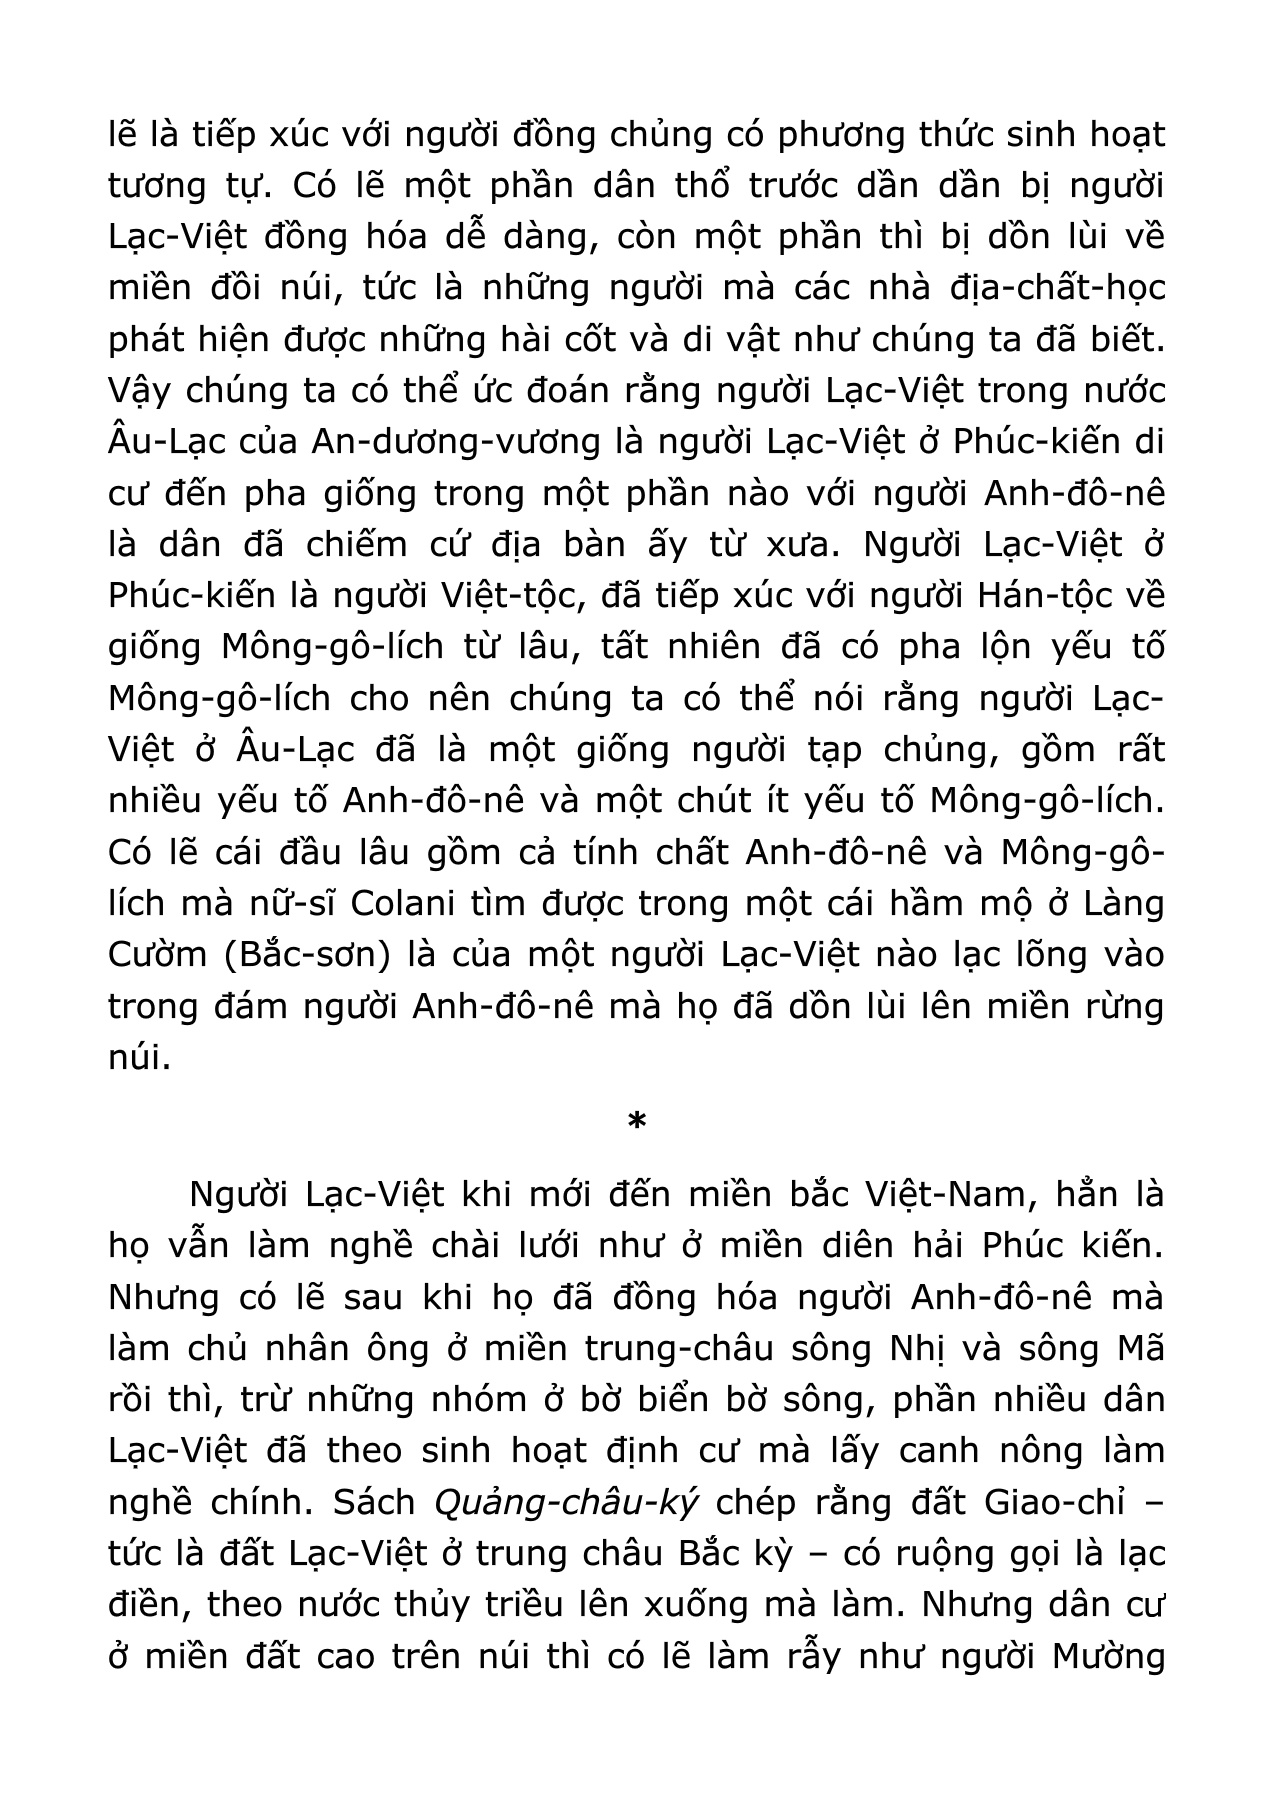 lẽ là tiếp xúc với người đồng chủng có phương thức sinh hoạt
tương tự. Có lẽ một phần dân thổ trước dần dần bị người
Lạc-Việt đồng hóa dễ dàng, còn một phần thì bị dồn lùi về
miền đồi núi, tức là những người mà các nhà địa-chất-học
phát hiện được những hài cốt và di vật như chúng ta đã biết.
Vậy chúng ta có thể ức đoán rằng người Lạc-Việt trong nước
Âu-Lạc của An-dương-vương là người Lạc-Việt ở Phúc-kiến di
cư đến pha giống trong một phần nào với người Anh-đô-nê
là dân đã chiếm cứ địa bàn ấy từ xưa. Người Lạc-Việt ở
Phúc-kiến là người Việt-tộc, đã tiếp xúc với người Hán-tộc về
giống Mông-gô-lích từ lâu, tất nhiên đã có pha lộn yếu tố
Mông-gô-lích cho nên chúng ta có thể nói rằng người Lạc-
Việt ở Âu-Lạc đã là một giống người tạp chủng, gồm rất
nhiều yếu tố Anh-đô-nê và một chút ít yếu tố Mông-gô-lích.
Có lẽ cái đầu lâu gồm cả tính chất Anh-đô-nê và Mông-gô-
lích mà nữ-sĩ Colani tìm được trong một cái hầm mộ ở Làng
Cườm (Bắc-sơn) là của một người Lạc-Việt nào lạc lõng vào
trong đám người Anh-đô-nê mà họ đã dồn lùi lên miền rừng
núi.
*
Người Lạc-Việt khi mới đến miền bắc Việt-Nam, hẳn là
họ vẫn làm nghề chài lưới như ở miền diên hải Phúc kiến.
Nhưng có lẽ sau khi họ đã đồng hóa người Anh-đô-nê mà
làm chủ nhân ông ở miền trung-châu sông Nhị và sông Mã
rồi thì, trừ những nhóm ở bờ biển bờ sông, phần nhiều dân
Lạc-Việt đã theo sinh hoạt định cư mà lấy canh nông làm
nghề chính. Sách Quảng-châu-ký chép rằng đất Giao-chỉ –
tức là đất Lạc-Việt ở trung châu Bắc kỳ – có ruộng gọi là lạc
điền, theo nước thủy triều lên xuống mà làm. Nhưng dân cư
ở miền đất cao trên núi thì có lẽ làm rẫy như người Mường